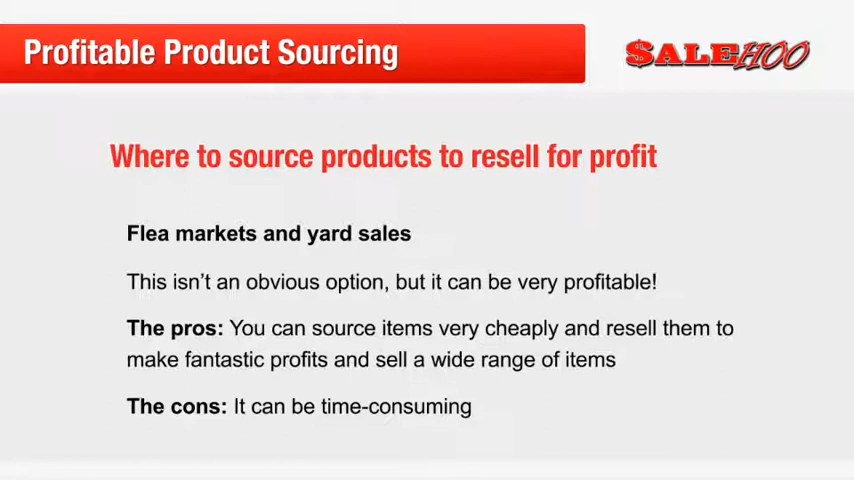 Profitable Product Sourcing
$ALEHOO
Where to source products to resell for profit
Flea markets and yard sales
This isn’t an obvious option, but it can be very profitable!
The pros: You can source items very cheaply and resell them to
make fantastic profits and sell a wide range of items
The cons: It can be time-consuming